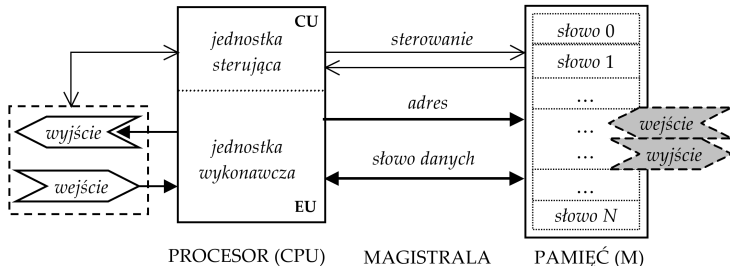 CU
jednostka
sterująca
sterowanie
słowo 0
słowo 1
...
adres
wyjście
jednostka
wykonawcza
...
wejście
słowo danych
...
wyjście
wejście
...
EU
słowo N
PROCESOR (CPU)
MAGISTRALA
PAMIĘĆ (M)